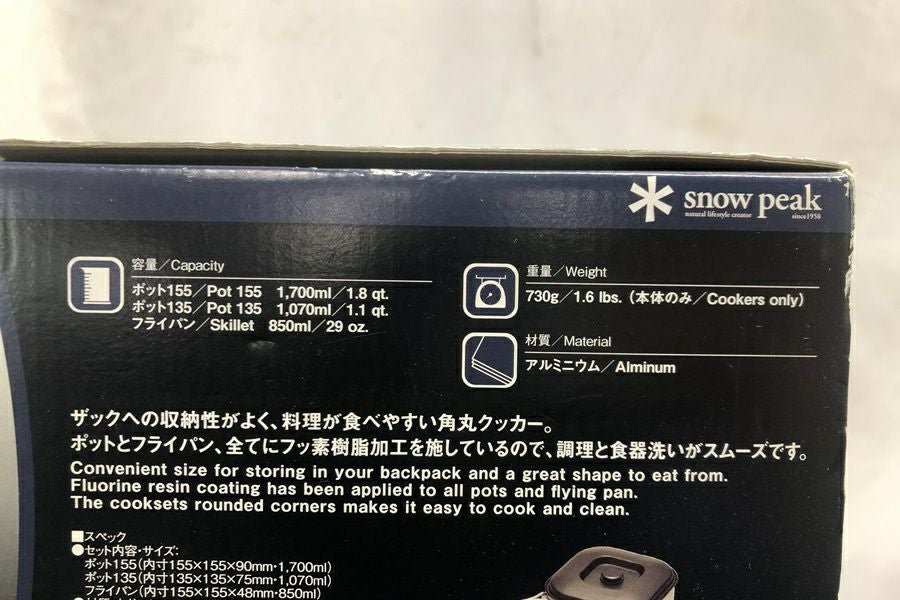 snow peak
natural lifestyle creator
since1958
容量／Capacity
ポット155／Pot 155 1,700ml／1.8 qt.
ポット135／Pot 135 1,070ml／1.1 qt.
フライパン／Skillet 850ml／29 oz.
重量／Weight
730g／1.6 lbs. (本体のみ／Cookers only)
材質／Material
アルミニウム／Alminum
ザックへの収納性がよく、料理が食べやすい角丸クッカー。
ポットとフライパン、全てにフッ素樹脂加工を施しているので、調理と食器洗いがスムーズです。
Convenient size for storing in your backpack and a great shape to eat from.
Fluorine resin coating has been applied to all pots and flying pan.
The cooksets rounded corners makes it easy to cook and clean.
■スペック
●セット内容・サイズ:
ポット155(内寸155×155×90mm・1,700ml)
ポット135(内寸135×135×75mm・1,070ml)
フライパン(内寸155×155×48mm・850ml)